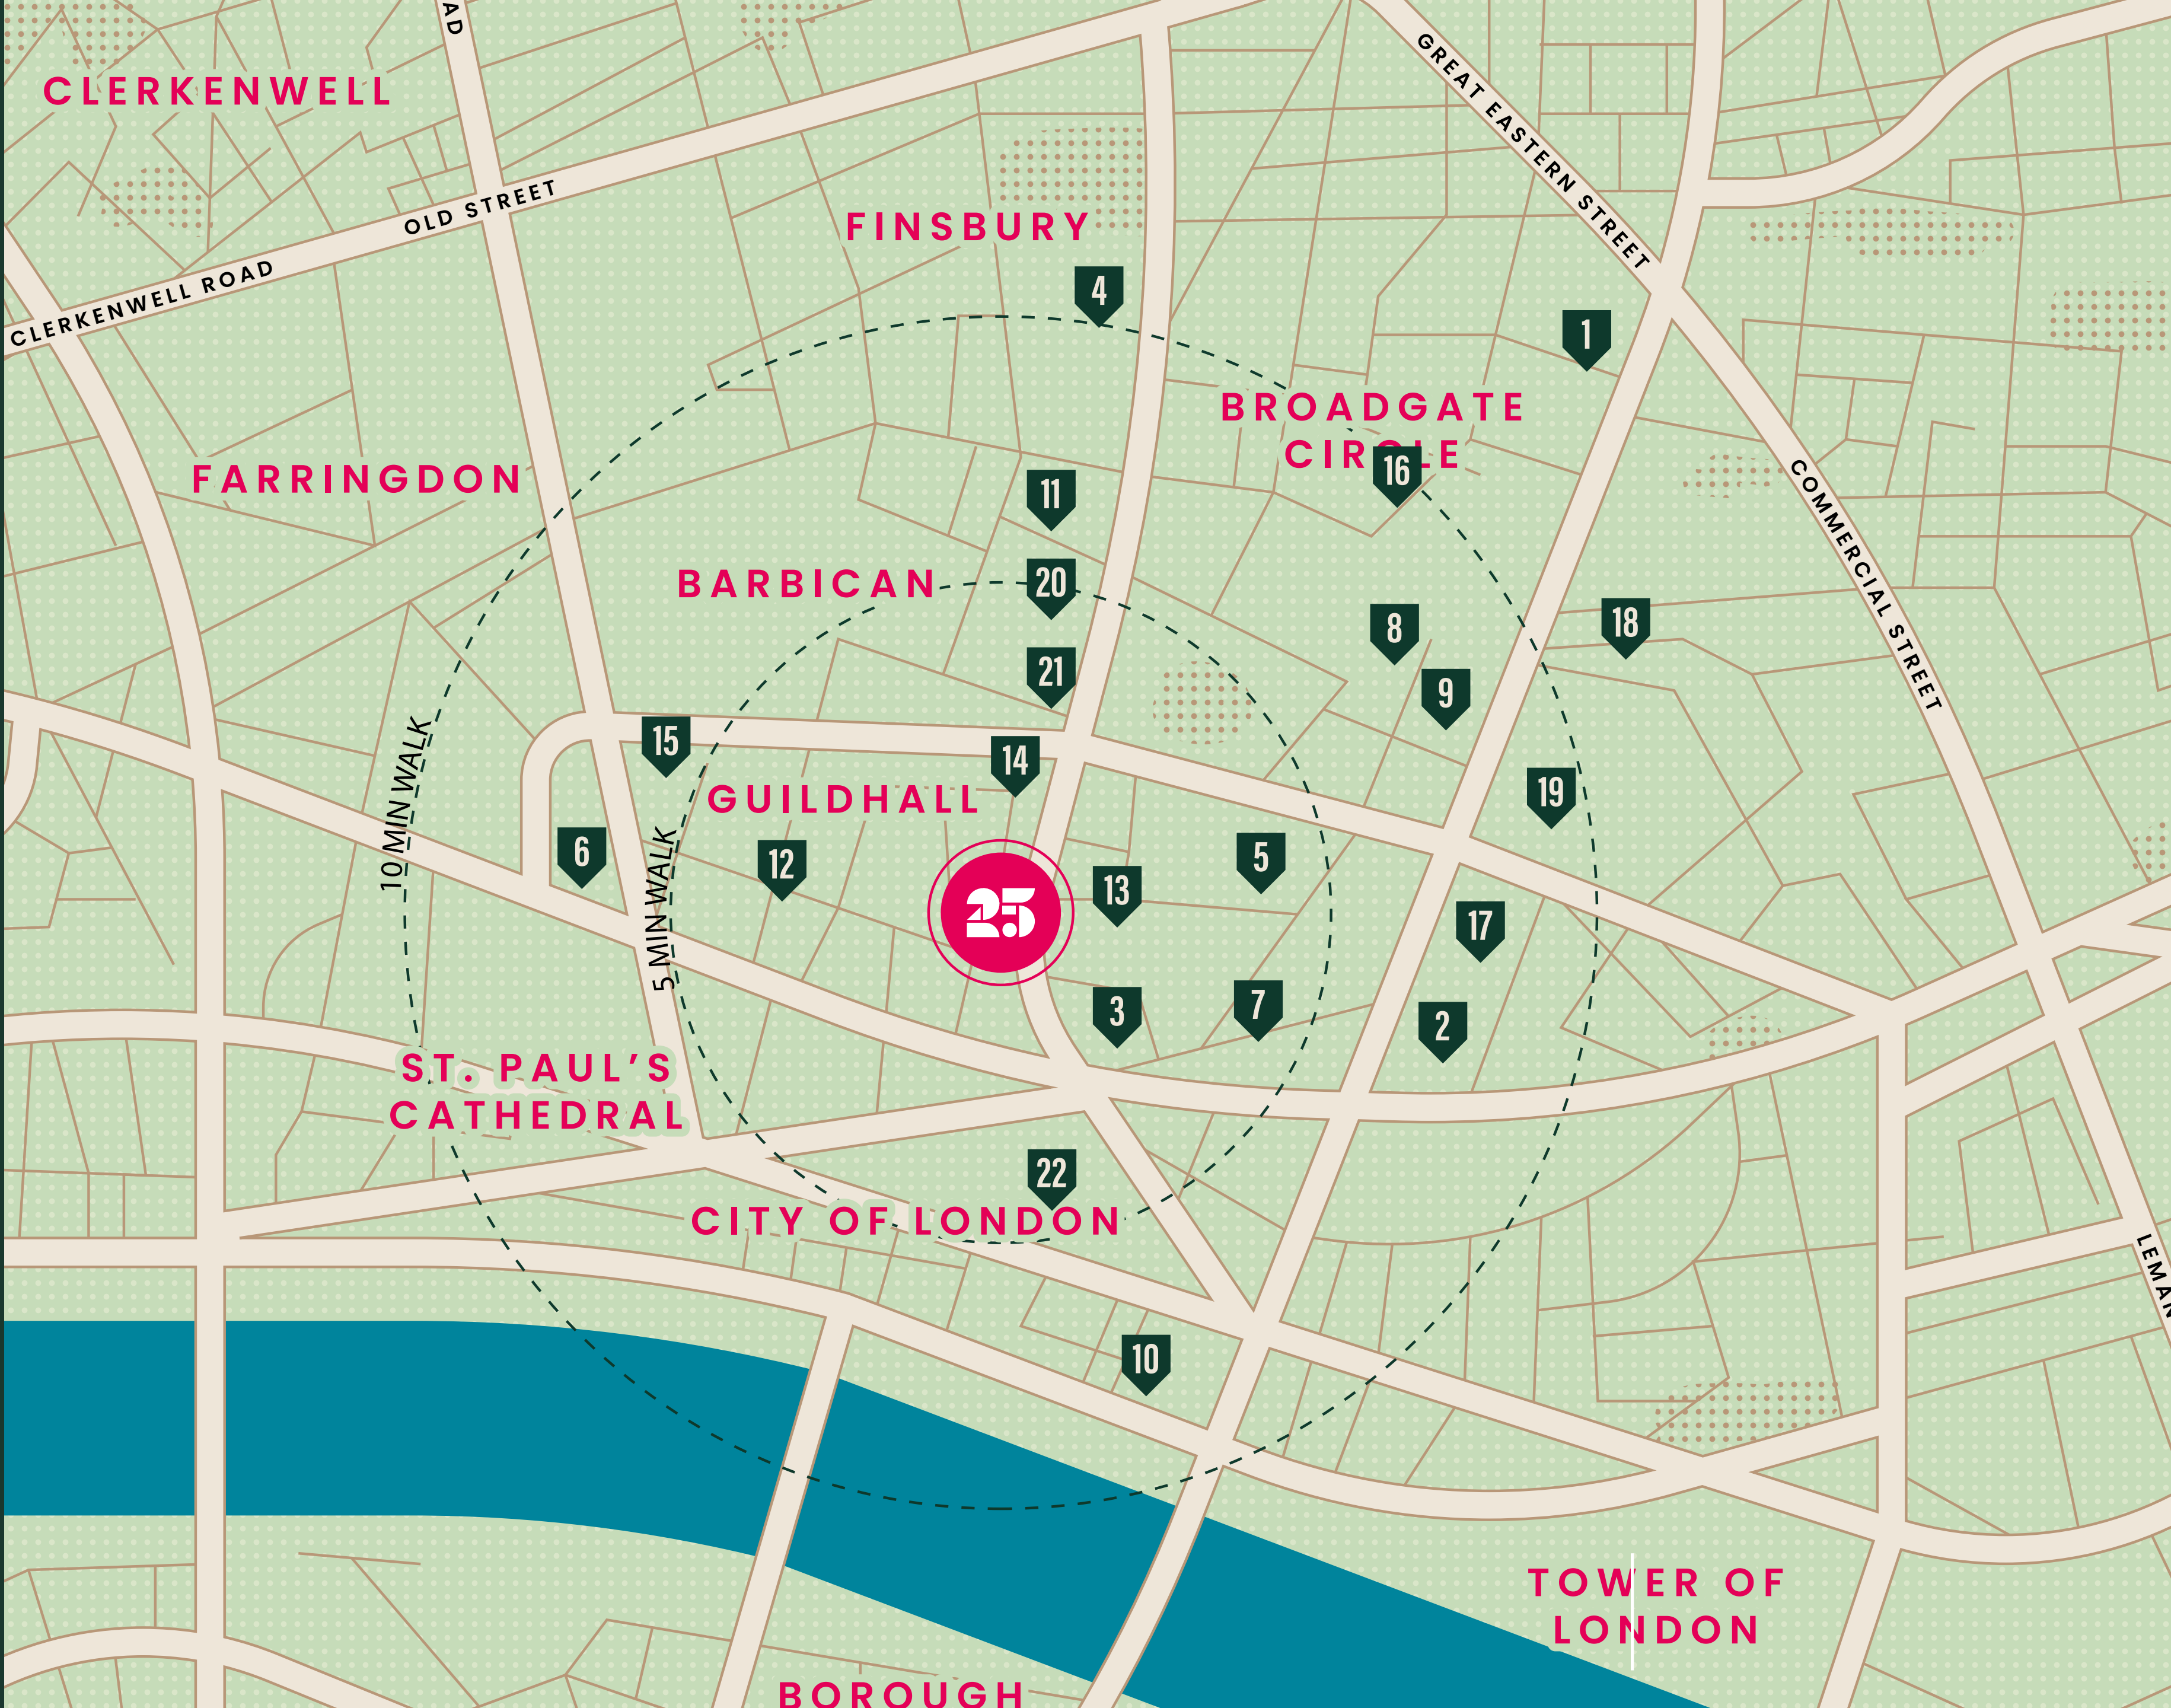 AD
CLERKENWELL
GREAT EASTERN STREET
OLD STREET
FINSBURY
CLERKENWELL ROAD
4
1
BROADGATE
CIRCLE
16
FARRINGDON
11
COMMERCIAL STREET
BARBICAN
20
8
18
21
9
10 MIN WALK
15
14
GUILDHALL
19
6
12
5 MIN WALK
25
13
5
17
3
7
2
ST. PAUL’S
CATHEDRAL
22
CITY OF LONDON
LEMAN
10
TOWER OF
LONDON
BOROUGH